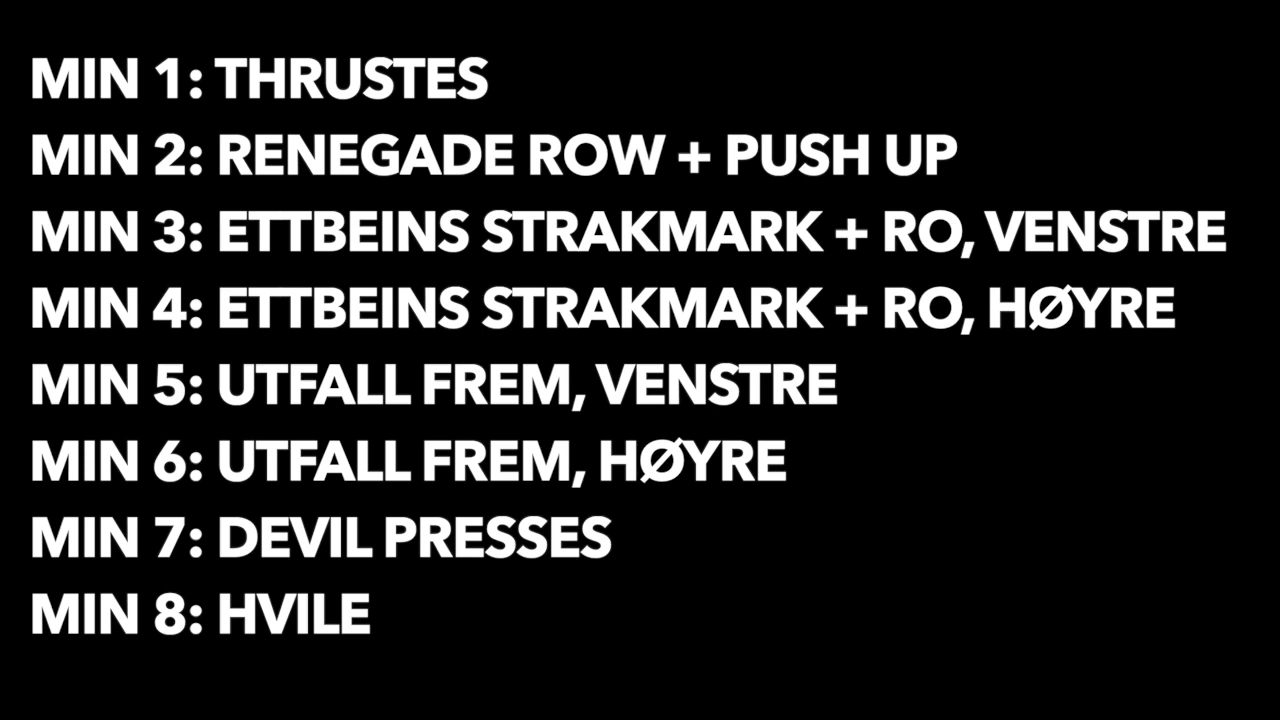 MIN 1: THRUSTES
MIN 2: RENEGADE ROW + PUSH UP
MIN 3: ETTBEINS STRAKMARK + RO, VENSTRE
MIN 4: ETTBEINS STRAKMARK + RO, HØYRE
MIN 5: UTFALL FREM, VENSTRE
MIN 6: UTFALL FREM, HØYRE
MIN 7: DEVIL PRESSES
MIN 8: HVILE